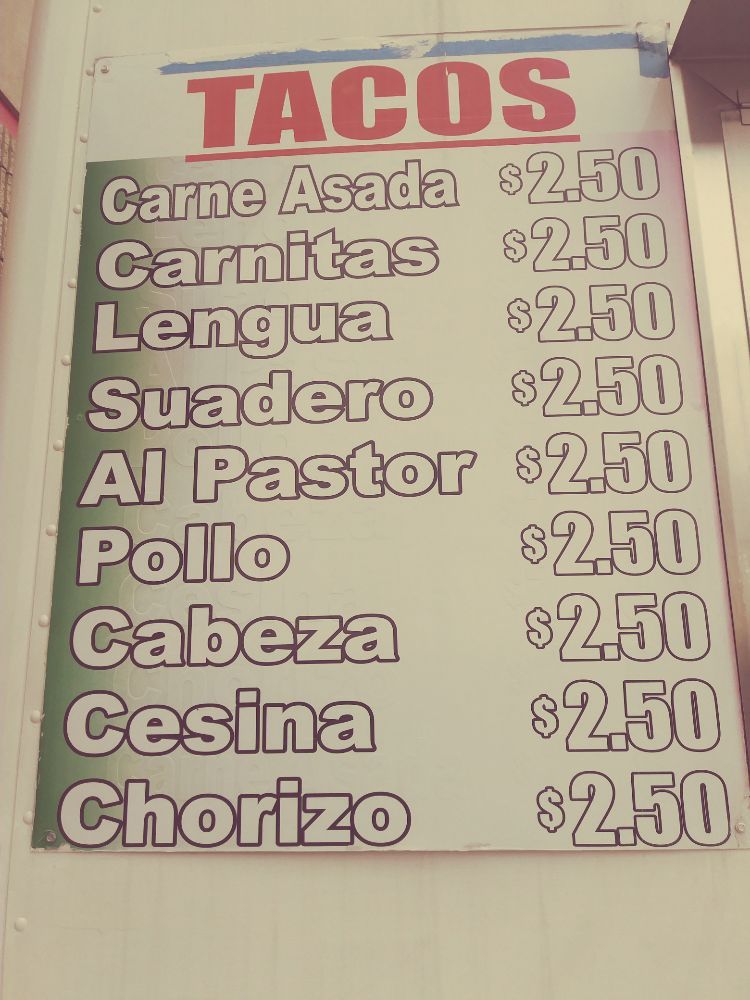 TACOS
Carne Asada $2.50
Carnitas $2.50
Lengua $2.50
Suadero $2.50
Al Pastor $2.50
Pollo $2.50
Cabeza $2.50
Cesina $2.50
Chorizo $2.50